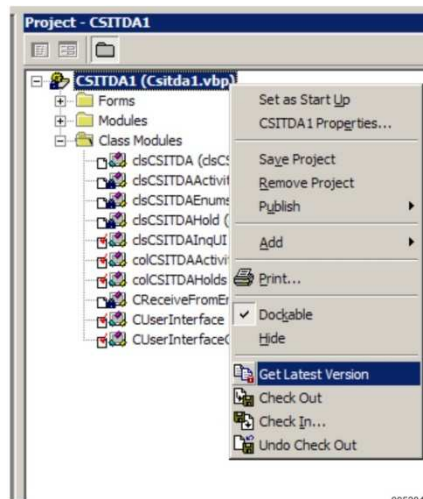 Project - CSITDA1
CSITDA1 (Csitda1.vbp)
Forms
Modules
Class Modules
clsCSITDA (clsCS
clsCSITDAActivit
clsCSITDAEnums
clsCSITDAHold (
clsCSITDAInqUI
colCSITDAActivi
colCSITDAHolds
CReceiveFromEr
CUserInterface
CUserInterfaceC
Set as Start Up
CSITDA1 Properties...
Save Project
Remove Project
Publish
Add
Print...
Dockable
Hide
Get Latest Version
Check Out
Check In...
Undo Check Out